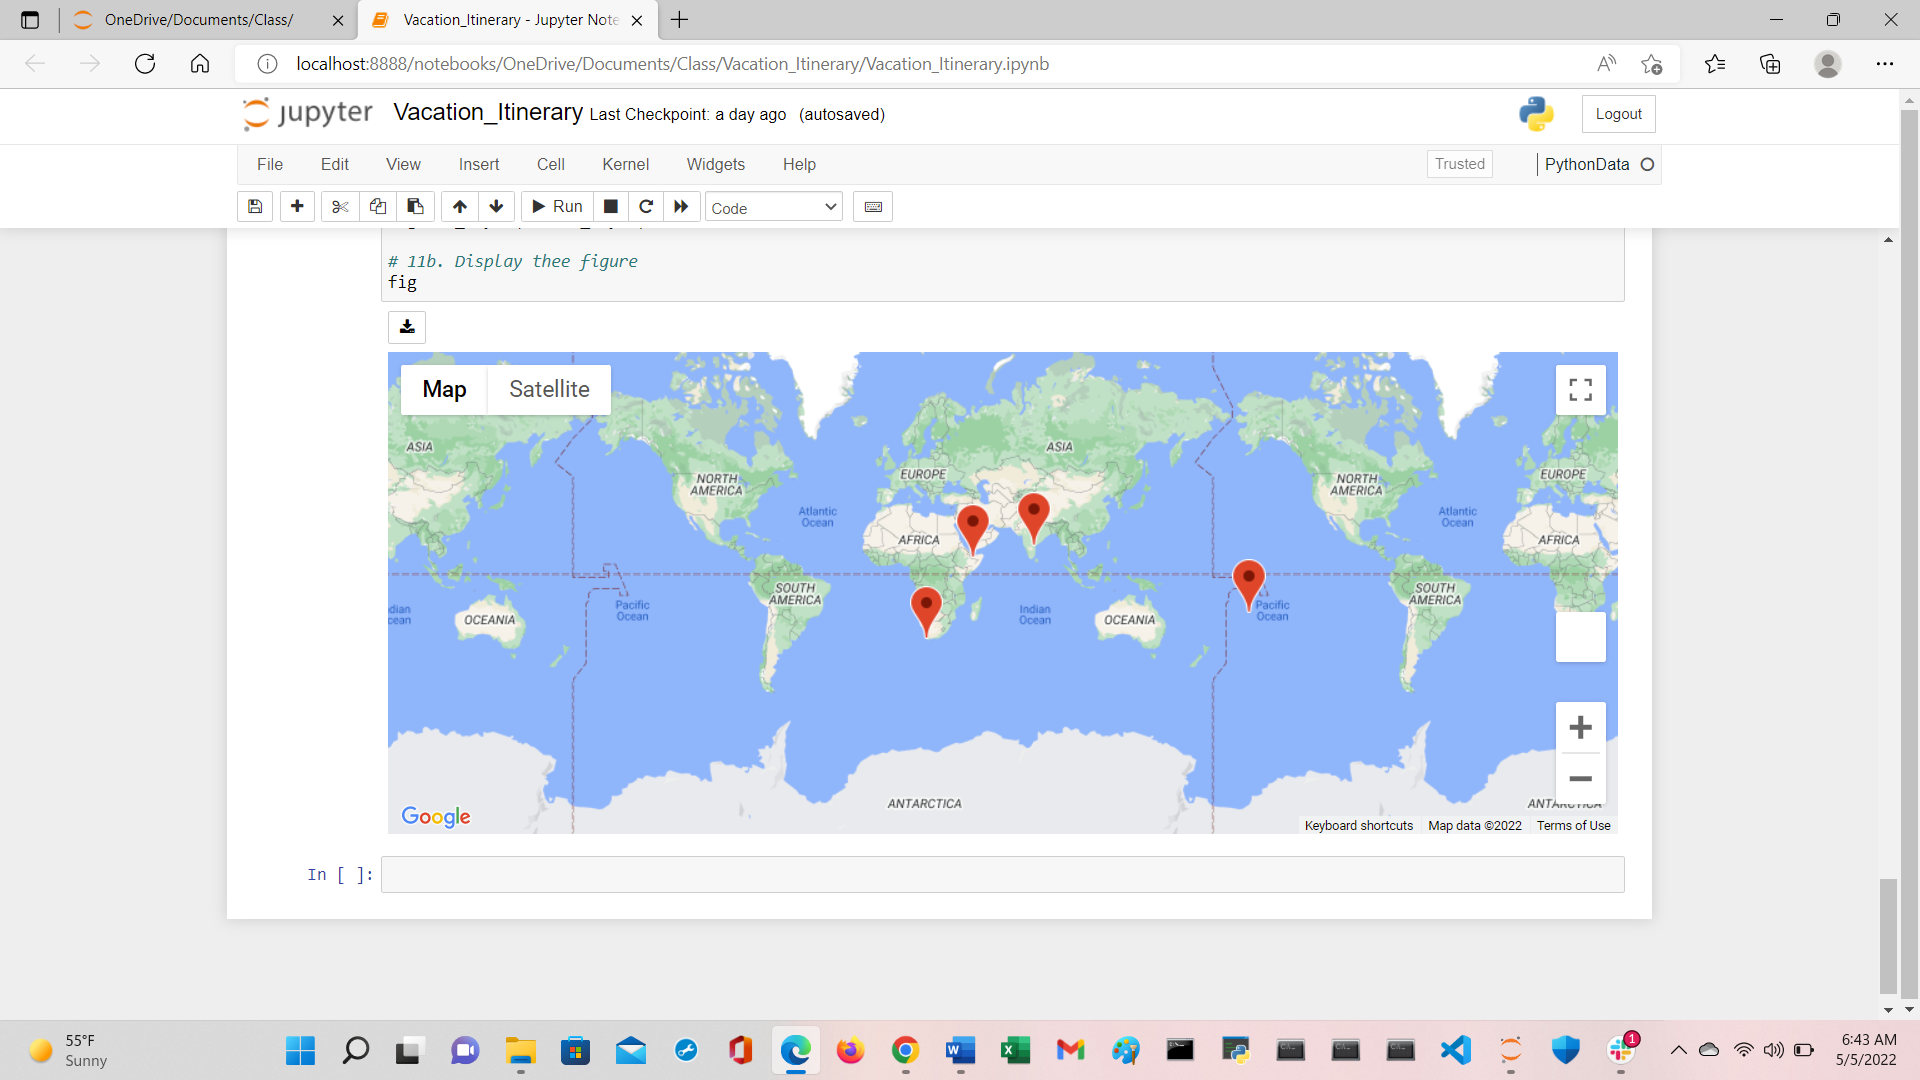 OneDrive/Documents/Class/
Vacation_Itinerary - Jupyter Note
localhost:8888/notebooks/OneDrive/Documents/Class/Vacation_Itinerary/Vacation_Itinerary.ipynb
jupyter Vacation_Itinerary Last Checkpoint: a day ago (autosaved)
Logout
File Edit View Insert Cell Kernel Widgets Help
Trusted
PythonData
Run
Code
# 11b. Display thee figure
fig
Map Satellite
ASIA
NORTH
AMERICA
Atlantic
Ocean
EUROPE
ASIA
NORTH
AMERICA
Atlantic
Ocean
EUROPE
AFRICA
AFRICA
SOUTH
AMERICA
SOUTH
AMERICA
dian
cean
OCEANIA
Pacific
Ocean
Indian
Ocean
OCEANIA
Pacific
Ocean
ANTARCTICA
ANTARCTICA
Google
Keyboard shortcuts Map data ©2022 Terms of Use
In [ ]:
55°F
Sunny
1
6:43 AM
5/5/2022